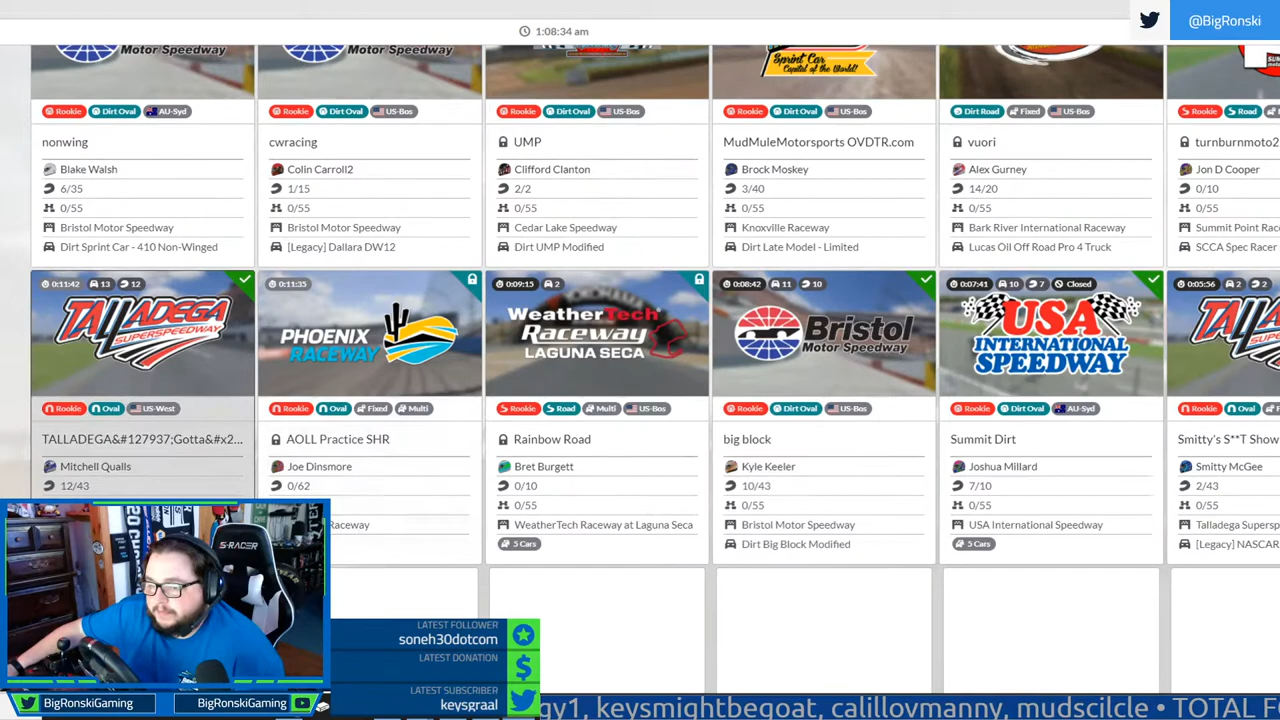 @BigRonski
1:08:34 am
Motor Speedway
Motor Speedway
Sprint Car
Capital of the World!
Rookie Dirt Oval AU-Syd
Rookie Dirt Oval US-Bos
Rookie Dirt Oval US-Bos
Rookie Dirt Oval US-Bos
Dirt Road Fixed US-Bos
Rookie Road
nonwing
cwracing
UMP
MudMuleMotorsports OVDTR.com
vuori
turnburnmoto2
Blake Walsh
Colin Carroll2
Clifford Clanton
Brock Moskey
Alex Gurney
Jon D Cooper
6/35
1/15
2/2
3/40
14/20
0/10
0/55
0/55
0/55
0/55
0/55
0/55
Bristol Motor Speedway
Bristol Motor Speedway
Cedar Lake Speedway
Knoxville Raceway
Bark River International Raceway
Summit Point Race
Dirt Sprint Car - 410 Non-Winged
[Legacy] Dallara DW12
Dirt UMP Modified
Dirt Late Model - Limited
Lucas Oil Off Road Pro 4 Truck
SCCA Spec Racer
0:11:42 13 12
0:11:35
0:09:15 2
0:08:42 11 10
0:07:41 10 7 Closed
0:05:56 2 2
TALLADEGA
SUPERSPEEDWAY
PHOENIX
RACEWAY
WeatherTech
Raceway
LAGUNA SECA
Bristol
Motor Speedway
USA
INTERNATIONAL
SPEEDWAY
Rookie Oval US-West
Rookie Oval Fixed Multi
Rookie Road Multi US-Bos
Rookie Dirt Oval US-Bos
Rookie Dirt Oval AU-Syd
Rookie Oval
TALLADEGA&#127937;Gotta&#x2...
AOLL Practice SHR
Rainbow Road
big block
Summit Dirt
Smitty's S**T Show
Mitchell Qualls
Joe Dinsmore
Bret Burgett
Kyle Keeler
Joshua Millard
Smitty McGee
12/43
0/62
0/10
10/43
7/10
2/43
0/55
0/55
0/55
0/55
Raceway
WeatherTech Raceway at Laguna Seca
Bristol Motor Speedway
USA International Speedway
Talladega Supersp
5 Cars
Dirt Big Block Modified
5 Cars
[Legacy] NASCAR
S-RACER
LATEST FOLLOWER
soneh30dotcom
LATEST DONATION
LATEST SUBSCRIBER
keysgraal
BigRonskiGaming
BigRonskiGaming
gy1, keysmightbegoat, calillovmanny, mudscilcle • TOTAL F